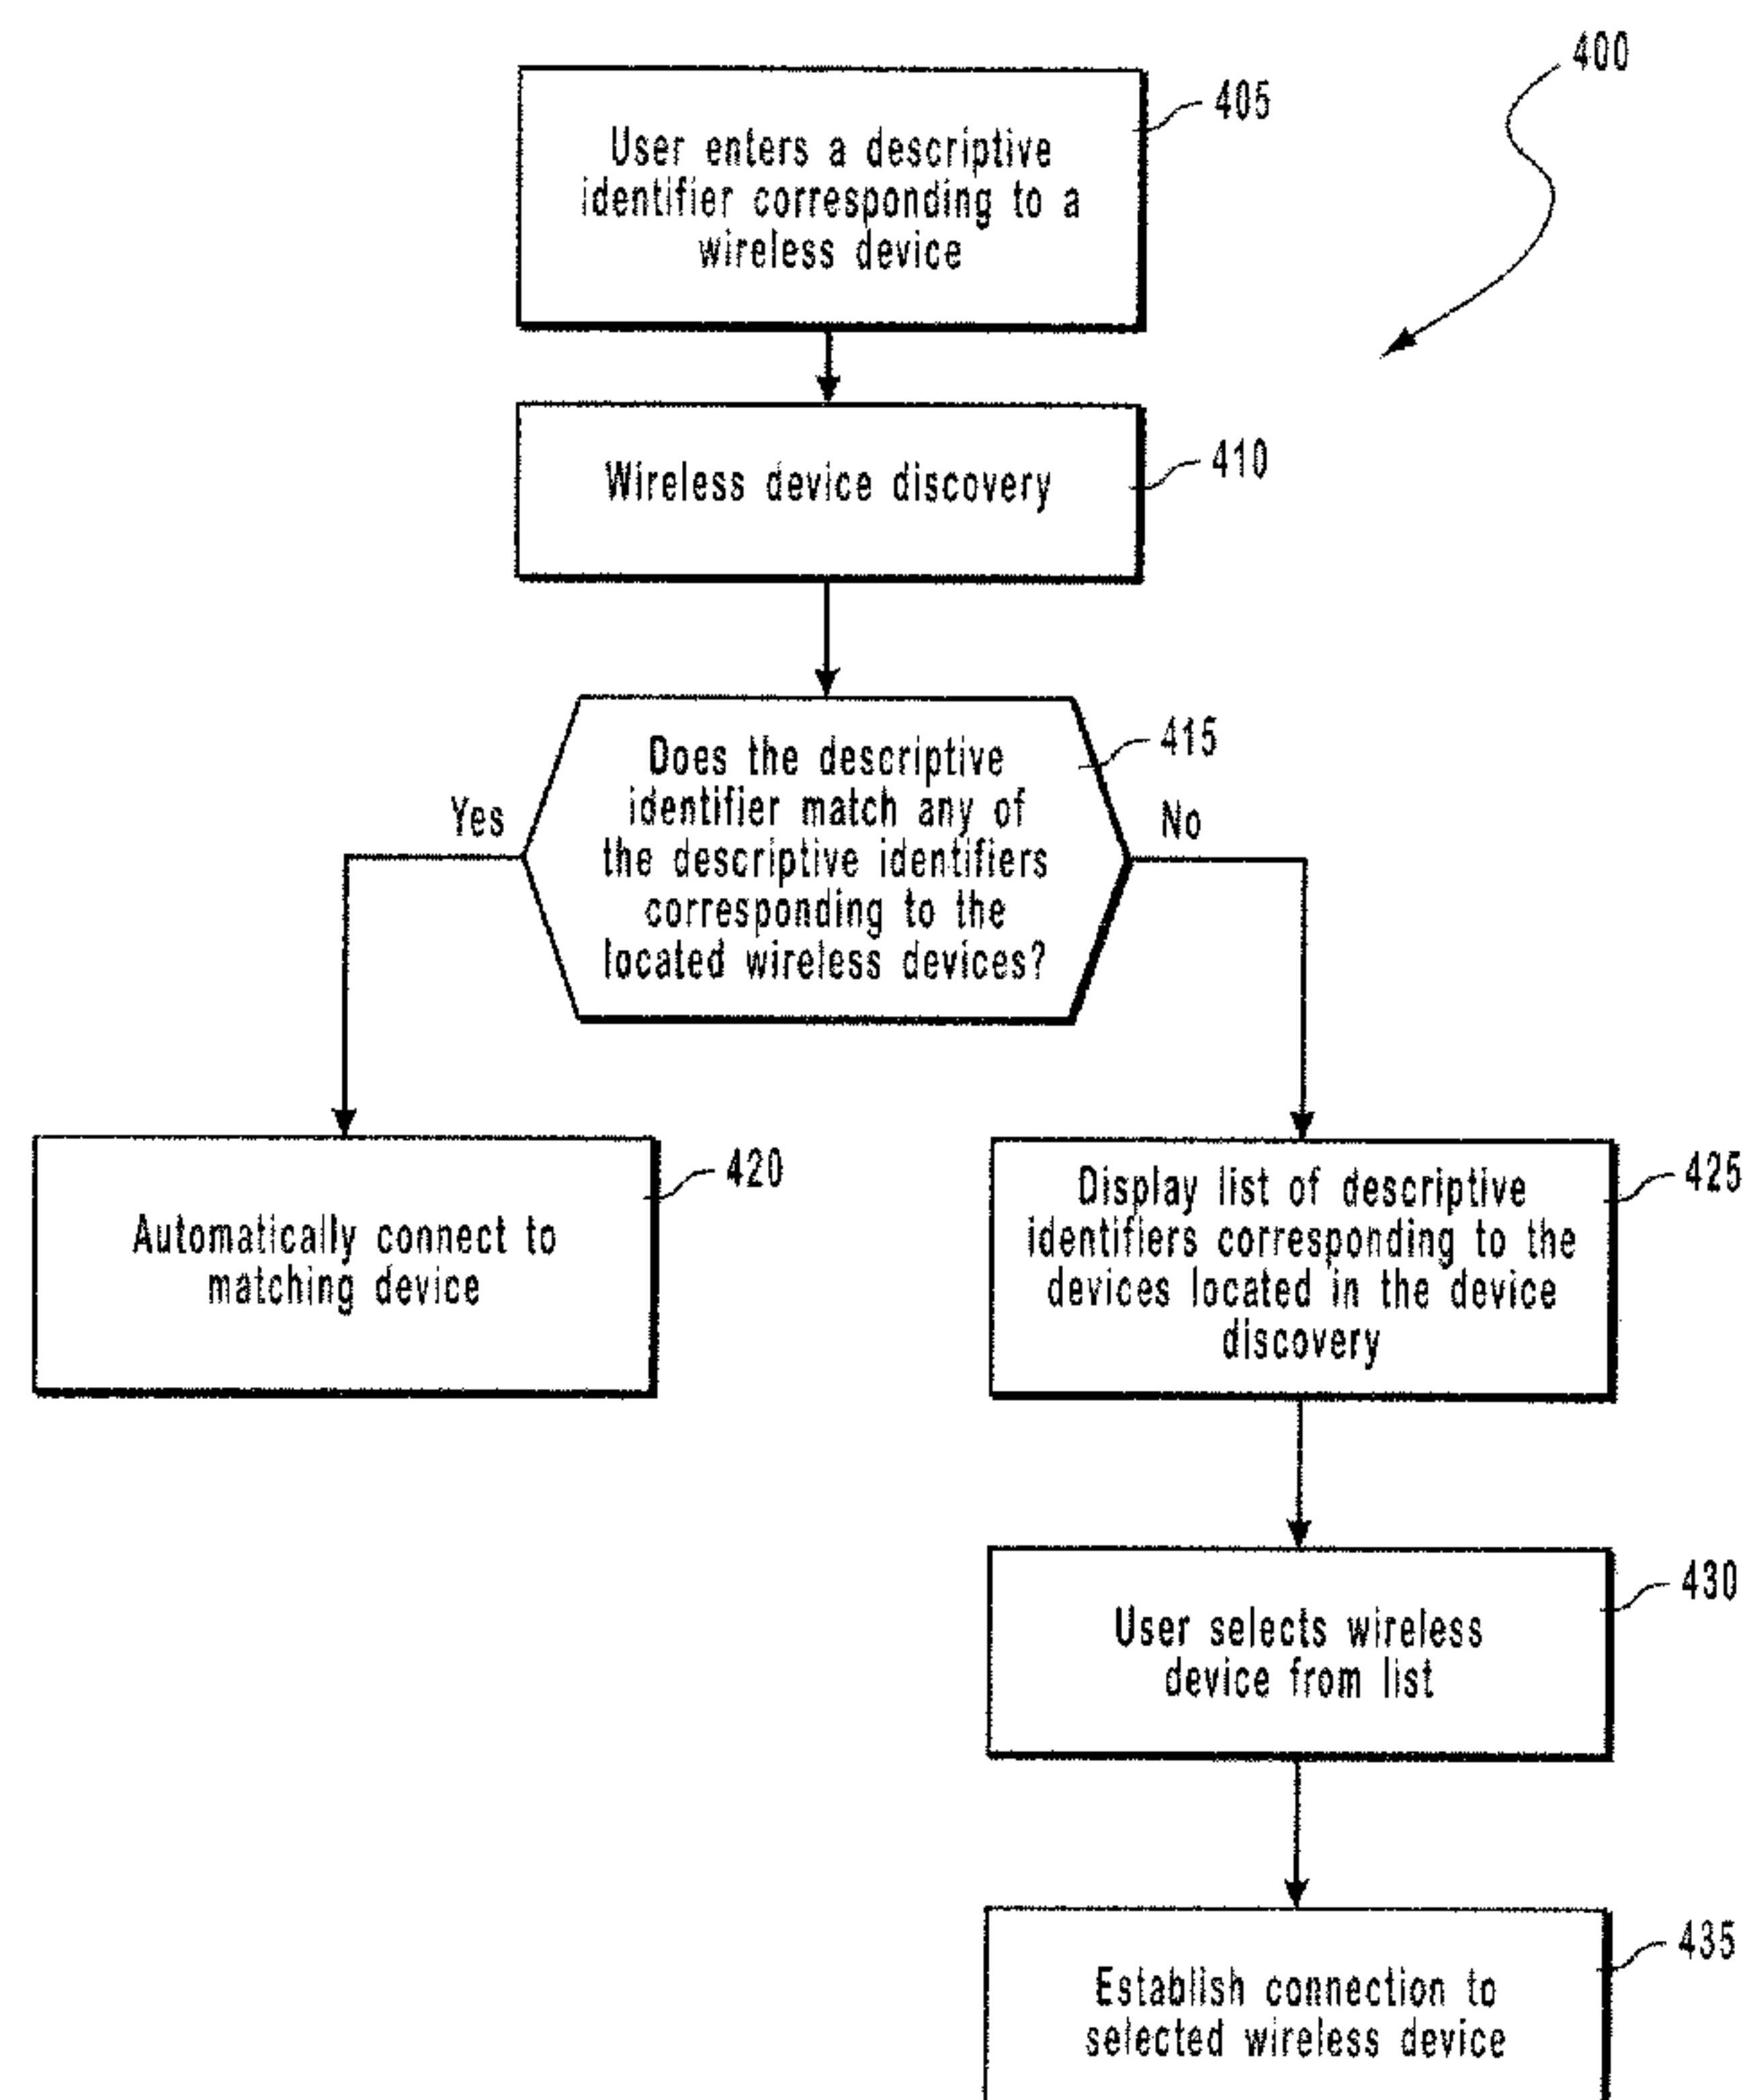 400
405
User enters a descriptive
identifier corresponding to a
wireless device
410
Wireless device discovery
415
Does the descriptive
identifier match any of
the descriptive identifiers
corresponding to the
located wireless devices?
Yes
No
420
Automatically connect to
matching device
425
Display list of descriptive
identifiers corresponding to the
devices located in the device
discovery
430
User selects wireless
device from list
435
Establish connection to
selected wireless device